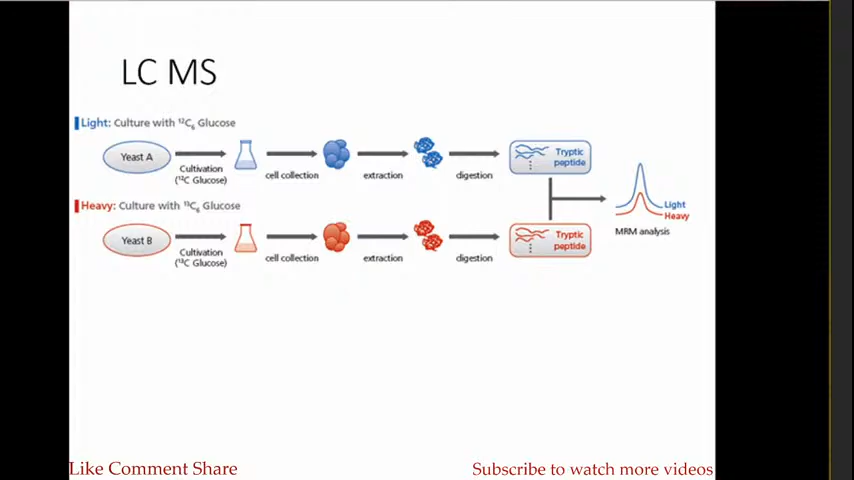 LC MS
Light: Culture with ¹²C₆ Glucose
Yeast A
Cultivation
(¹²C Glucose)
cell collection
extraction
digestion
Tryptic
peptide
Heavy: Culture with ¹³C₆ Glucose
Yeast B
Cultivation
(¹³C Glucose)
cell collection
extraction
digestion
Tryptic
peptide
Light
Heavy
MRM analysis
Like Comment Share
Subscribe to watch more videos